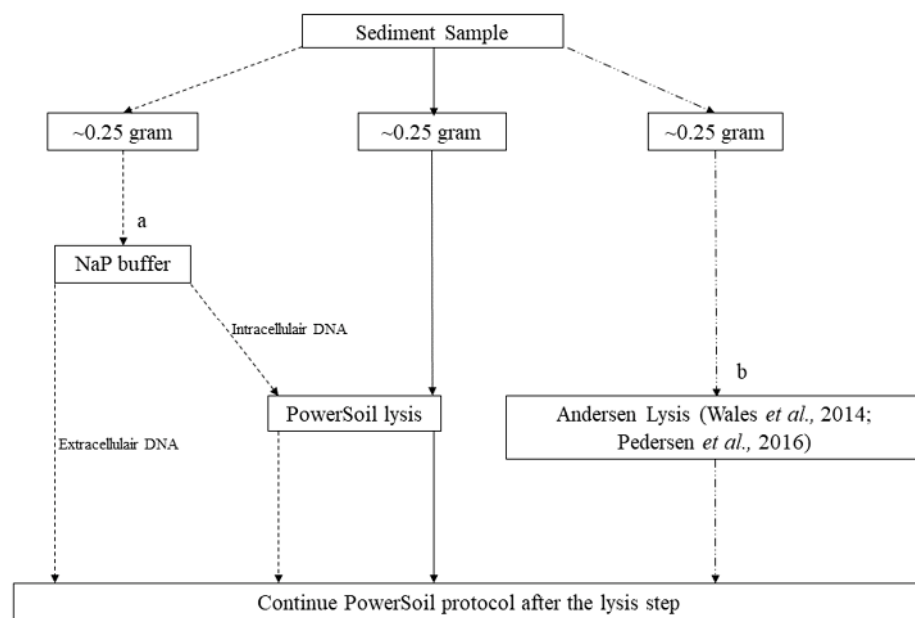 Sediment Sample
~0.25 gram
~0.25 gram
~0.25 gram
a
NaP buffer
Intracellulair DNA
b
PowerSoil lysis
Andersen Lysis (Wales et al., 2014;
Pedersen et al., 2016)
Extracellulair DNA
Continue PowerSoil protocol after the lysis step